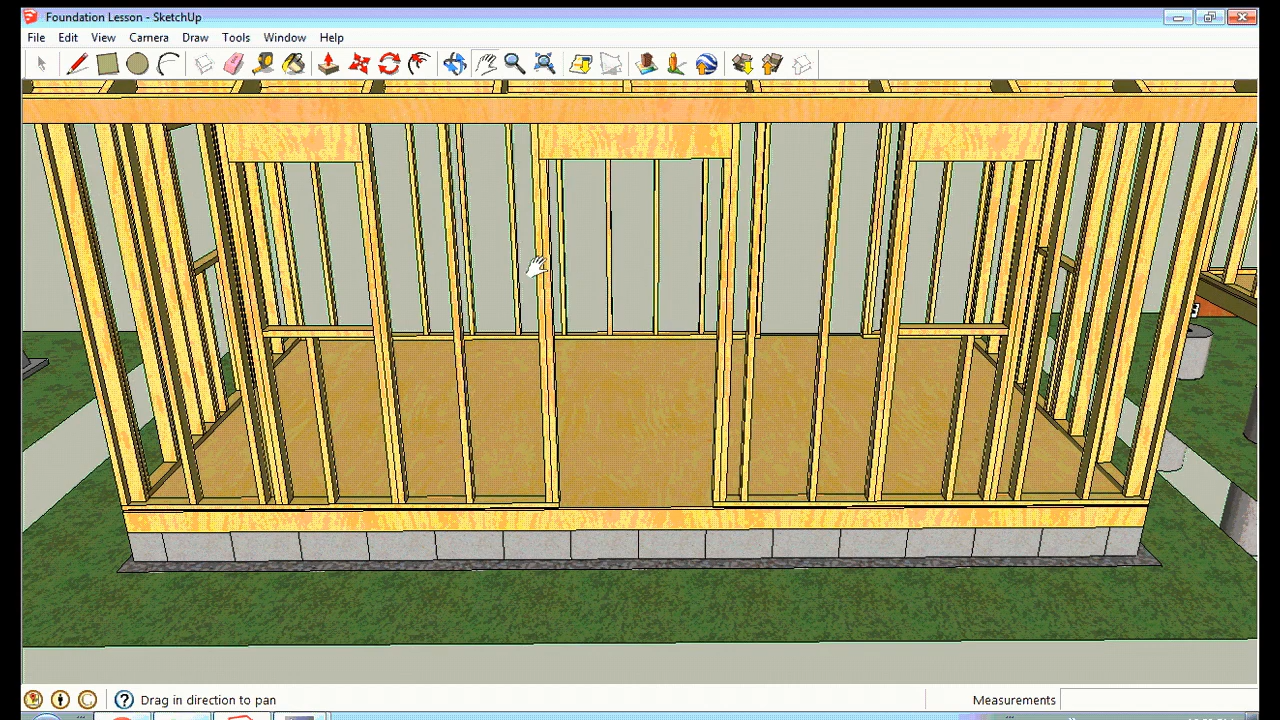 Foundation Lesson - SketchUp
File Edit View Camera Draw Tools Window Help
Drag in direction to pan
Measurements